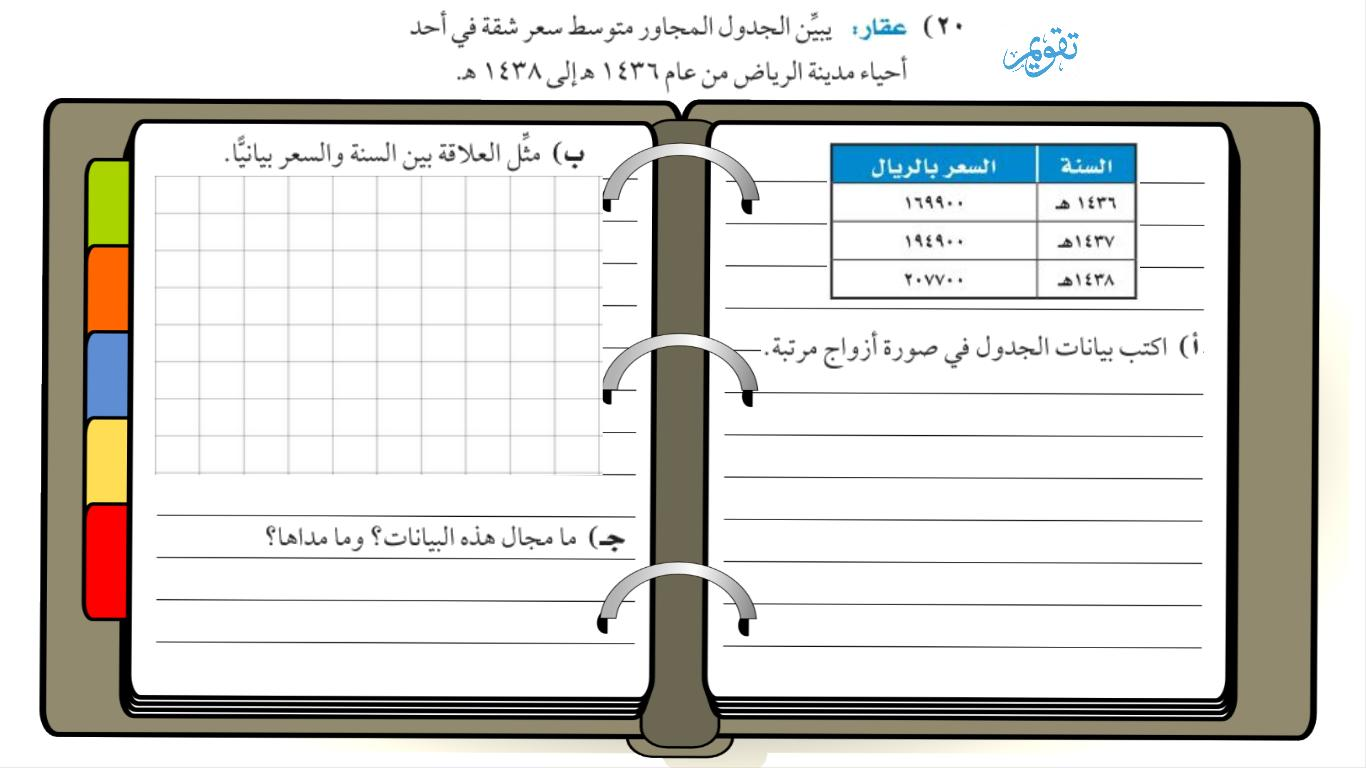 تقويم
٢٠) عقار: يبيِّن الجدول المجاور متوسط سعر شقة في أحد
أحياء مدينة الرياض من عام ١٤٣٦ هـ إلى ١٤٣٨ هـ.
السنة السعر بالريال
١٤٣٦ هـ ١٦٩٩٠٠
١٤٣٧هـ ١٩٤٩٠٠
١٤٣٨هـ ٢٠٧٧٠٠
أ) اكتب بيانات الجدول في صورة أزواج مرتبة.
ب) مثِّل العلاقة بين السنة والسعر بيانيًّا.
جـ) ما مجال هذه البيانات؟ وما مداها؟